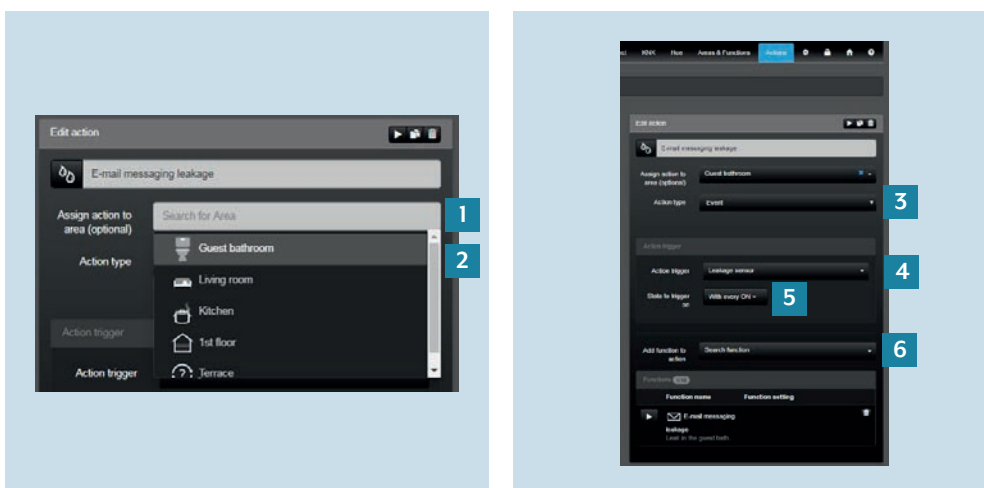 Edit action
E-mail messaging leakage
Assign action to
area (optional)
Search for Area
1
Guest bathroom
2
Action type
Living room
Kitchen
Action trigger
1st floor
Action trigger
Terrace
KNX Hue Areas & Functions Actions
Edit action
E-mail messaging leakage
Assign action to
area (optional)
Guest bathroom
Action type
Event
3
Action trigger
Action trigger
Leakage sensor
4
State to trigger
on
With every ON
5
Add function to
action
Search function
6
Functions
Function name Function setting
E-mail messaging
leakage
Leak in the guest bath.